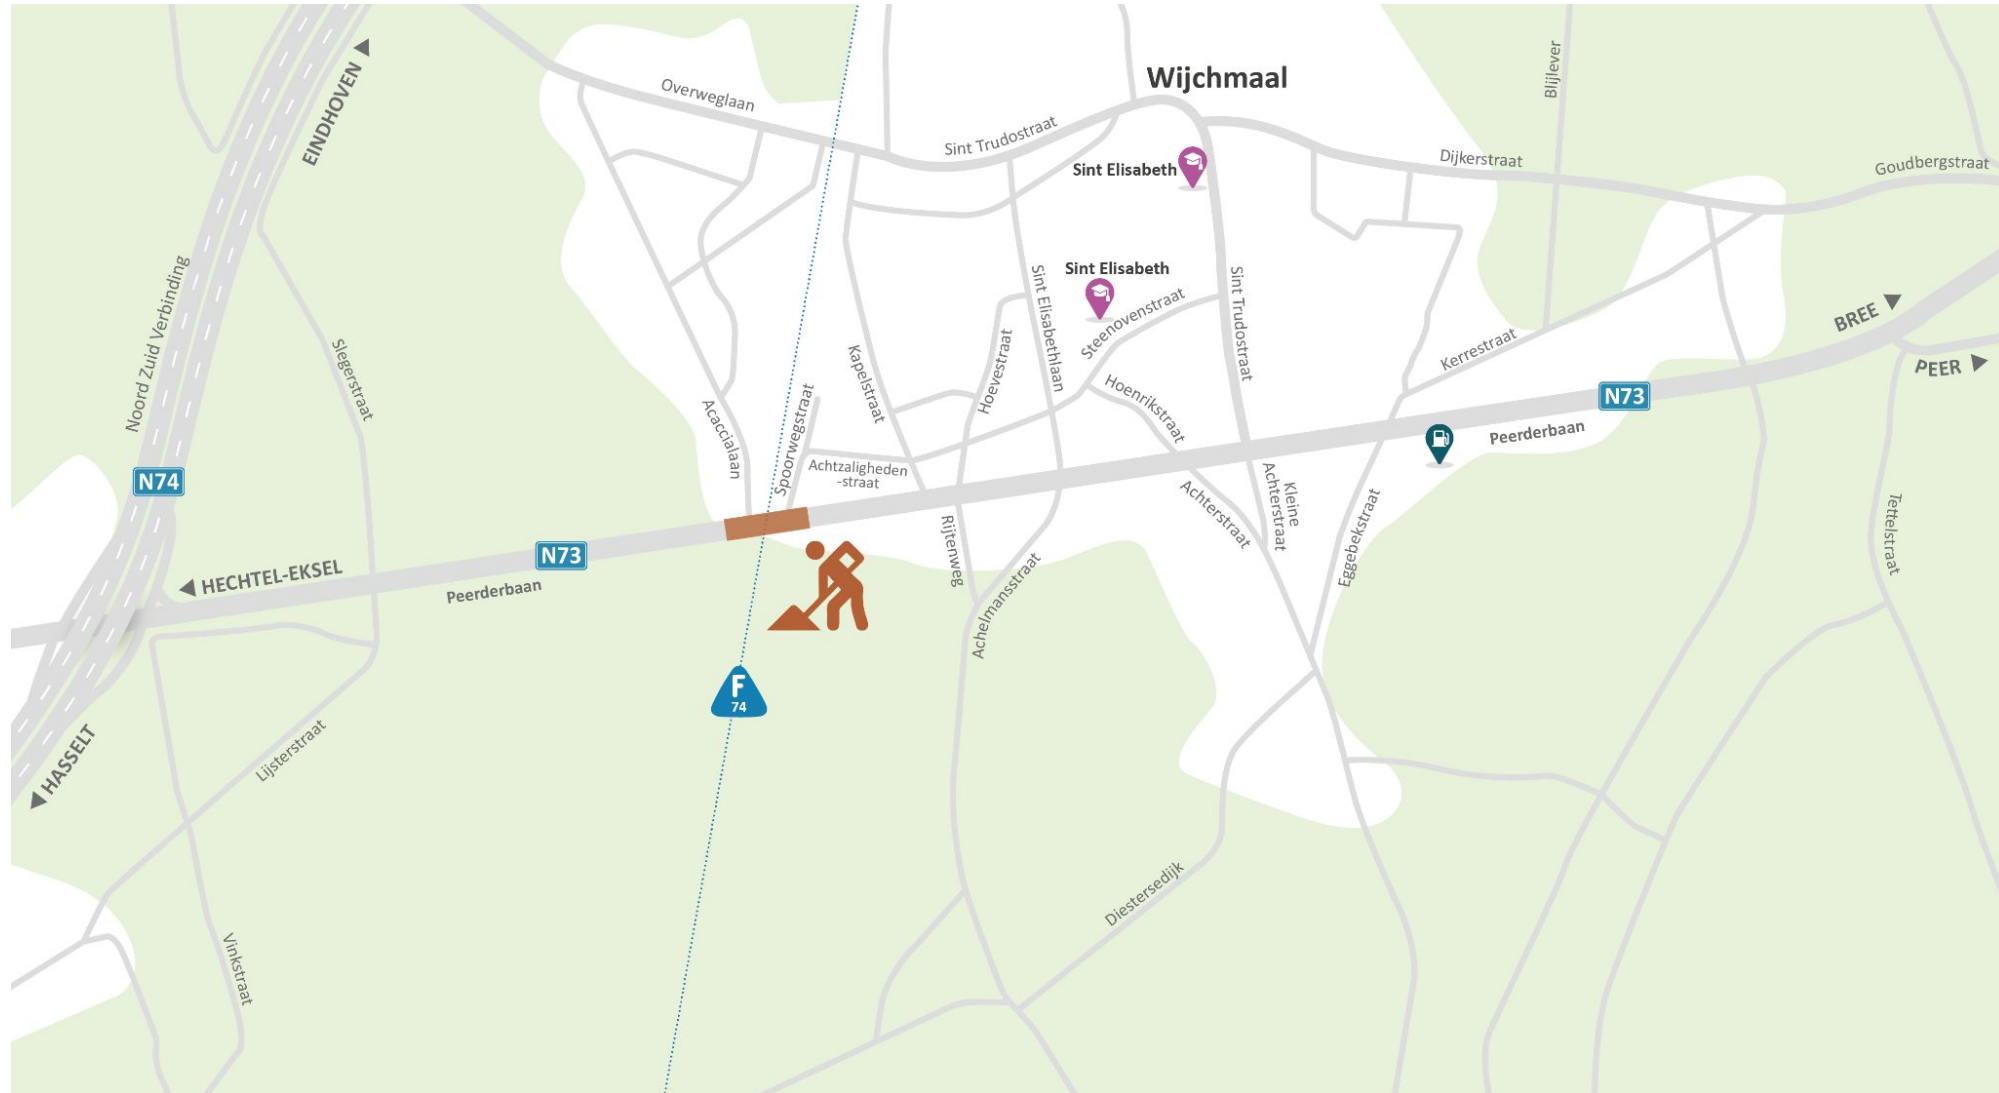 Wijchmaal
EINDHOVEN
Overweglaan
Sint Trudostraat
Blijlever
Dijkerstraat
Goudbergstraat
Sint Elisabeth
Sint Elisabeth
Noord Zuid Verbinding
Slegerstraat
Sint Elisabethlaan
Steenovenstraat
Sint Trudostraat
BREE
PEER
Kerrestraat
Kapelstraat
Hoevestraat
Hoenrikstraat
Acaccialaan
Spoorwegstraat
N73
Peerderbaan
Achtzaligheden
-straat
N74
Achterstraat
Kleine
Achterstraat
Eggebekstraat
Tettelstraat
Rijtenweg
N73
HECHTEL-EKSEL
Peerderbaan
Achelmansstraat
F
74
HASSELT
Lijsterstraat
Diestersedijk
Vinkstraat